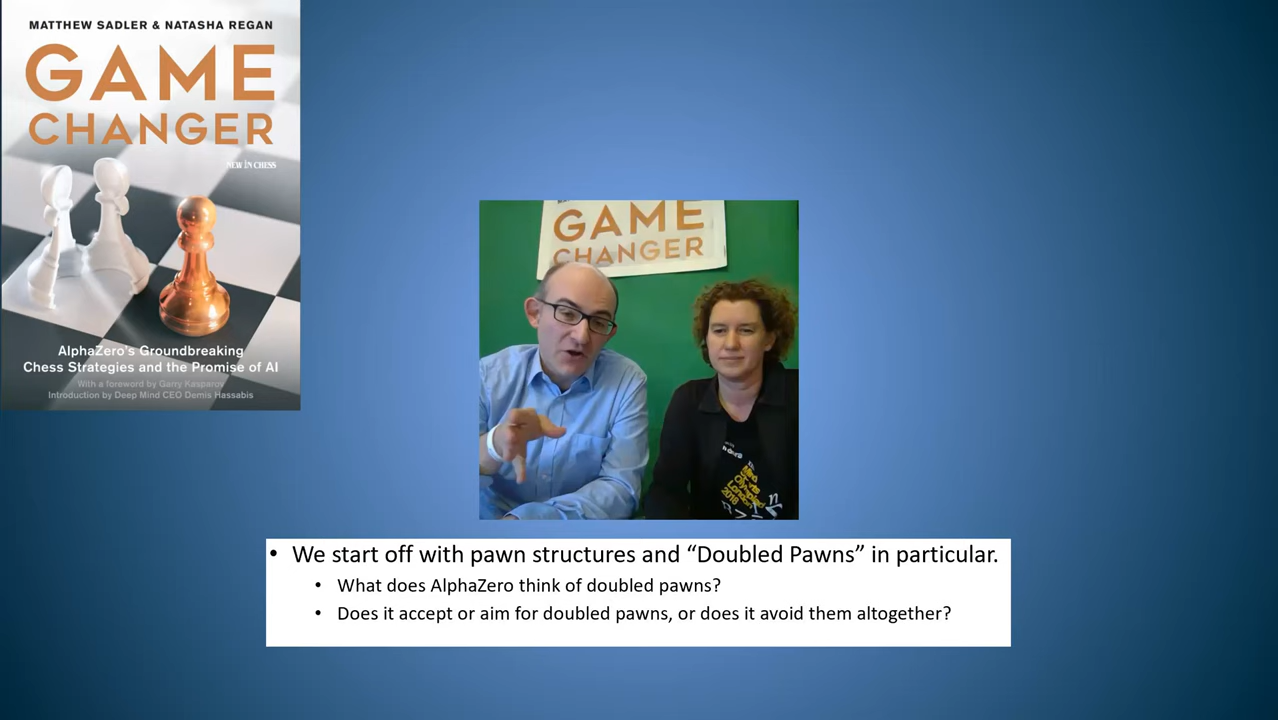 MATTHEW SADLER & NATASHA REGAN
GAME
CHANGER
NEW IN CHESS
AlphaZero's Groundbreaking
Chess Strategies and the Promise of AI
With a foreword by Garry Kasparov
Introduction by Deep Mind CEO Demis Hassabis
GAME
CHANGER
London
2018
• We start off with pawn structures and “Doubled Pawns” in particular.
• What does AlphaZero think of doubled pawns?
• Does it accept or aim for doubled pawns, or does it avoid them altogether?